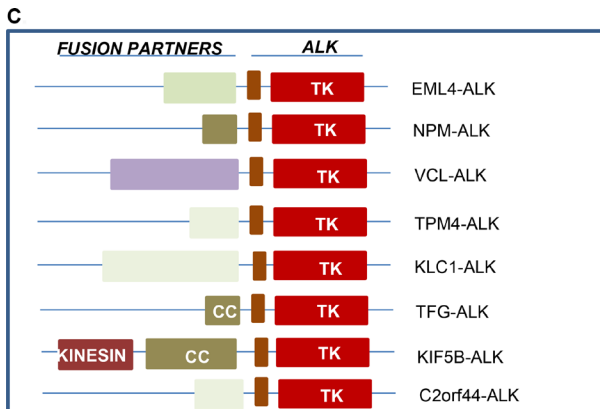 C
FUSION PARTNERS ALK
TK EML4-ALK
TK NPM-ALK
TK VCL-ALK
TK TPM4-ALK
TK KLC1-ALK
CC TK TFG-ALK
KINESIN CC TK KIF5B-ALK
TK C2orf44-ALK